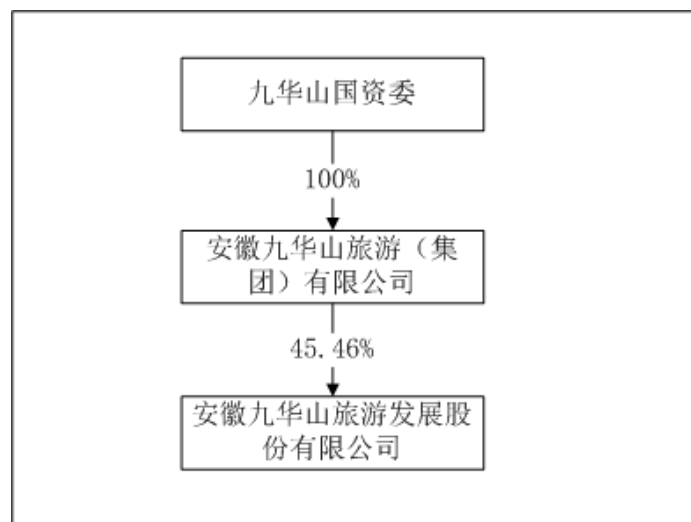 九华山国资委
100%
安徽九华山旅游（集
团）有限公司
45.46%
安徽九华山旅游发展股
份有限公司